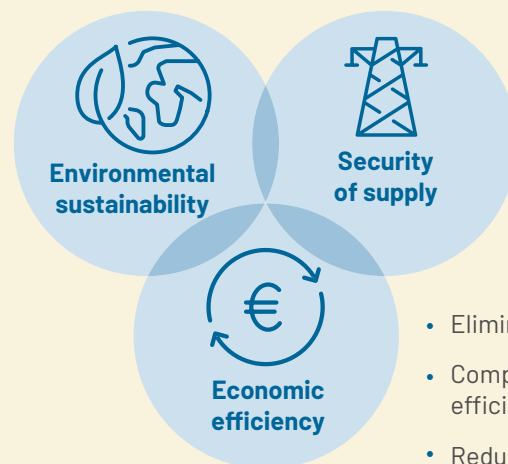 Environmental
sustainability
Security
of supply
€
Economic
efficiency
•
•
•